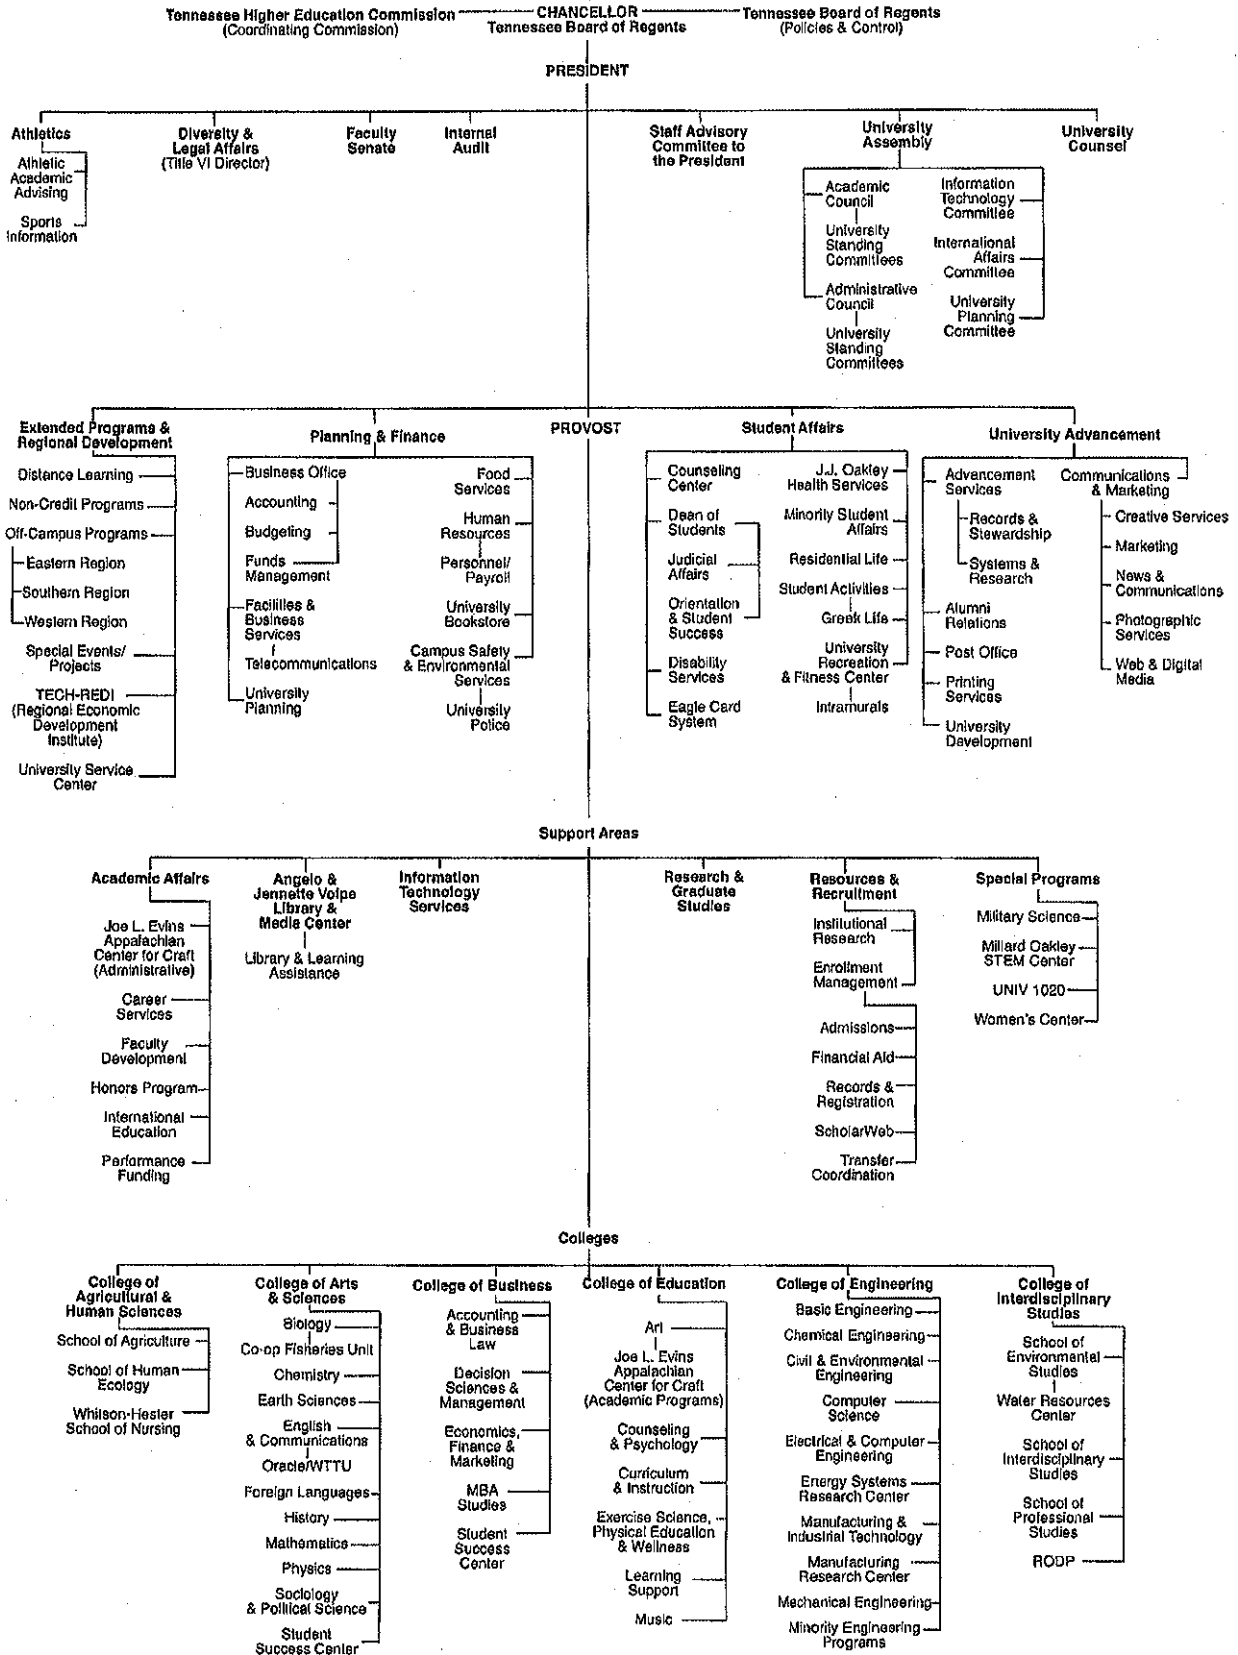 Tennessee Higher Education Commission
(Coordinating Commission)
CHANCELLOR
Tennessee Board of Regents
Tennessee Board of Regents
(Policies & Control)
PRESIDENT
Athletics
Athletic
Academic
Advising
Sports
Information
Diversity &
Legal Affairs
(Title VI Director)
Faculty
Senate
Internal
Audit
Staff Advisory
Committee to
the President
University
Assembly
Academic
Council
University
Standing
Committees
Administrative
Council
University
Standing
Committees
Information
Technology
Committee
International
Affairs
Committee
University
Planning
Committee
University
Counsel
Extended Programs &
Regional Development
Distance Learning
Non-Credit Programs
Off-Campus Programs
Eastern Region
Southern Region
Western Region
Special Events/
Projects
TECH-REDI
(Regional Economic
Development
Institute)
University Service
Center
Planning & Finance
Business Office
Accounting
Budgeting
Funds
Management
Facilities &
Business
Services
Telecommunications
University
Planning
Food
Services
Human
Resources
Personnel/
Payroll
University
Bookstore
Campus Safety
& Environmental
Services
University
Police
PROVOST
Student Affairs
Counseling
Center
Dean of
Students
Judicial
Affairs
Orientation
& Student
Success
Disability
Services
Eagle Card
System
J.J. Oakley
Health Services
Minority Student
Affairs
Residential Life
Student Activities
Greek Life
University
Recreation
& Fitness Center
Intramurals
University Advancement
Advancement
Services
Records &
Stewardship
Systems &
Research
Alumni
Relations
Post Office
Printing
Services
University
Development
Communications
& Marketing
Creative Services
Marketing
News &
Communications
Photographic
Services
Web & Digital
Media
Support Areas
Academic Affairs
Joe L. Evins
Appalachian
Center for Craft
(Administrative)
Career
Services
Faculty
Development
Honors Program
International
Education
Performance
Funding
Angelo &
Jennette Volpe
Library &
Media Center
Library & Learning
Assistance
Information
Technology
Services
Research &
Graduate
Studies
Resources &
Recruitment
Institutional
Research
Enrollment
Management
Admissions
Financial Aid
Records &
Registration
ScholarWeb
Transfer
Coordination
Special Programs
Military Science
Millard Oakley
STEM Center
UNIV 1020
Women's Center
Colleges
College of
Agricultural &
Human Sciences
School of Agriculture
School of Human
Ecology
Whitson-Hester
School of Nursing
College of Arts
& Sciences
Biology
Co-op Fisheries Unit
Chemistry
Earth Sciences
English
& Communications
Oracle/WTTU
Foreign Languages
History
Mathematics
Physics
Sociology
& Political Science
Student
Success Center
College of Business
Accounting
& Business
Law
Decision
Sciences &
Management
Economics,
Finance &
Marketing
MBA
Studies
Student
Success
Center
College of Education
Art
Joe L. Evins
Appalachian
Center for Craft
(Academic Programs)
Counseling
& Psychology
Curriculum
& Instruction
Exercise Science,
Physical Education
& Wellness
Learning
Support
Music
College of Engineering
Basic Engineering
Chemical Engineering
Civil & Environmental
Engineering
Computer
Science
Electrical & Computer
Engineering
Energy Systems
Research Center
Manufacturing &
Industrial Technology
Manufacturing
Research Center
Mechanical Engineering
Minority Engineering
Programs
College of
Interdisciplinary
Studies
School of
Environmental
Studies
Water Resources
Center
School of
Interdisciplinary
Studies
School of
Professional
Studies
RODP